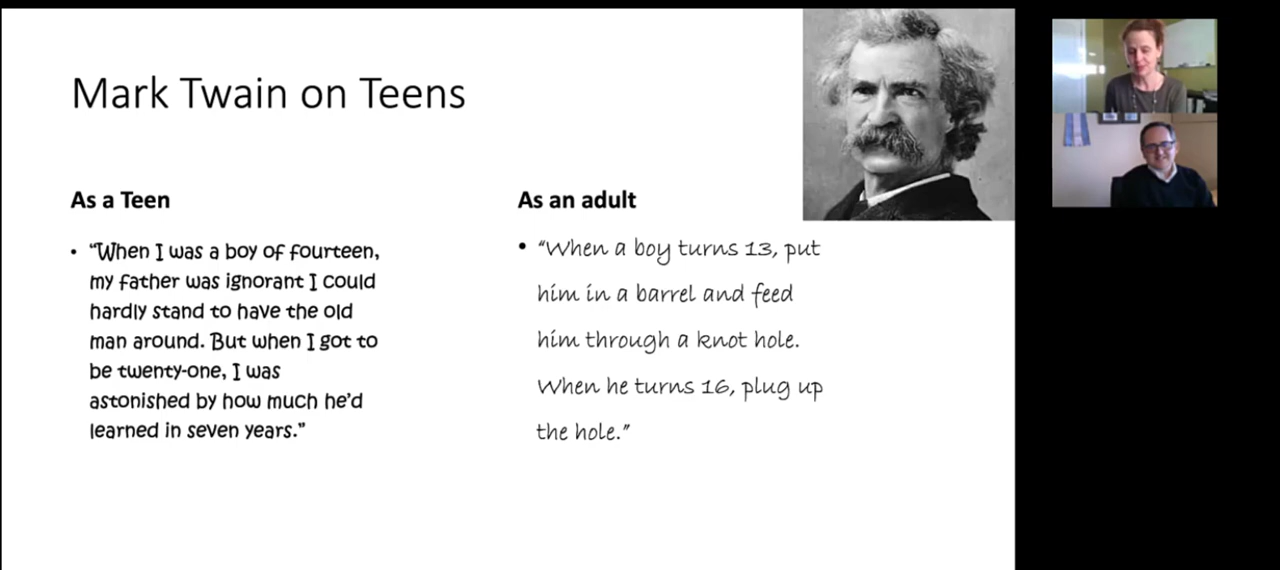 Mark Twain on Teens
As a Teen
• “When I was a boy of fourteen,
my father was ignorant I could
hardly stand to have the old
man around. But when I got to
be twenty-one, I was
astonished by how much he’d
learned in seven years.”
As an adult
• “When a boy turns 13, put
him in a barrel and feed
him through a knot hole.
When he turns 16, plug up
the hole.”